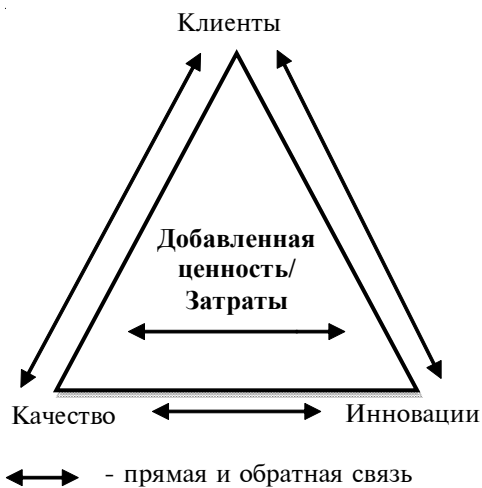 Клиенты
Добавленная
ценность/
Затраты
Качество
Инновации
- прямая и обратная связь